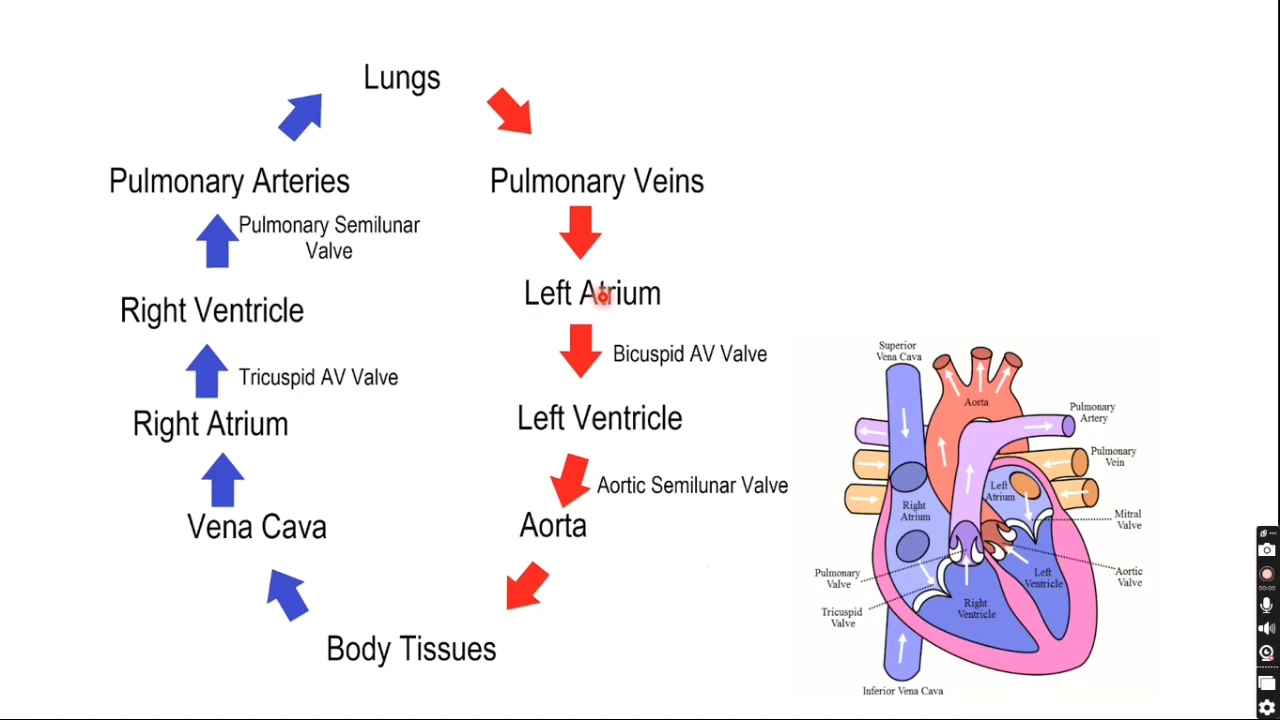 Lungs
Pulmonary Arteries
Pulmonary Veins
Pulmonary Semilunar
Valve
Left Atrium
Right Ventricle
Bicuspid AV Valve
Tricuspid AV Valve
Right Atrium
Left Ventricle
Aortic Semilunar Valve
Vena Cava
Aorta
Body Tissues
Superior
Vena Cava
Aorta
Pulmonary
Artery
Pulmonary
Vein
Left
Atrium
Right
Atrium
Mitral
Valve
Pulmonary
Valve
Left
Ventricle
Aortic
Valve
Tricuspid
Valve
Right
Ventricle
Inferior Vena Cava
00:00